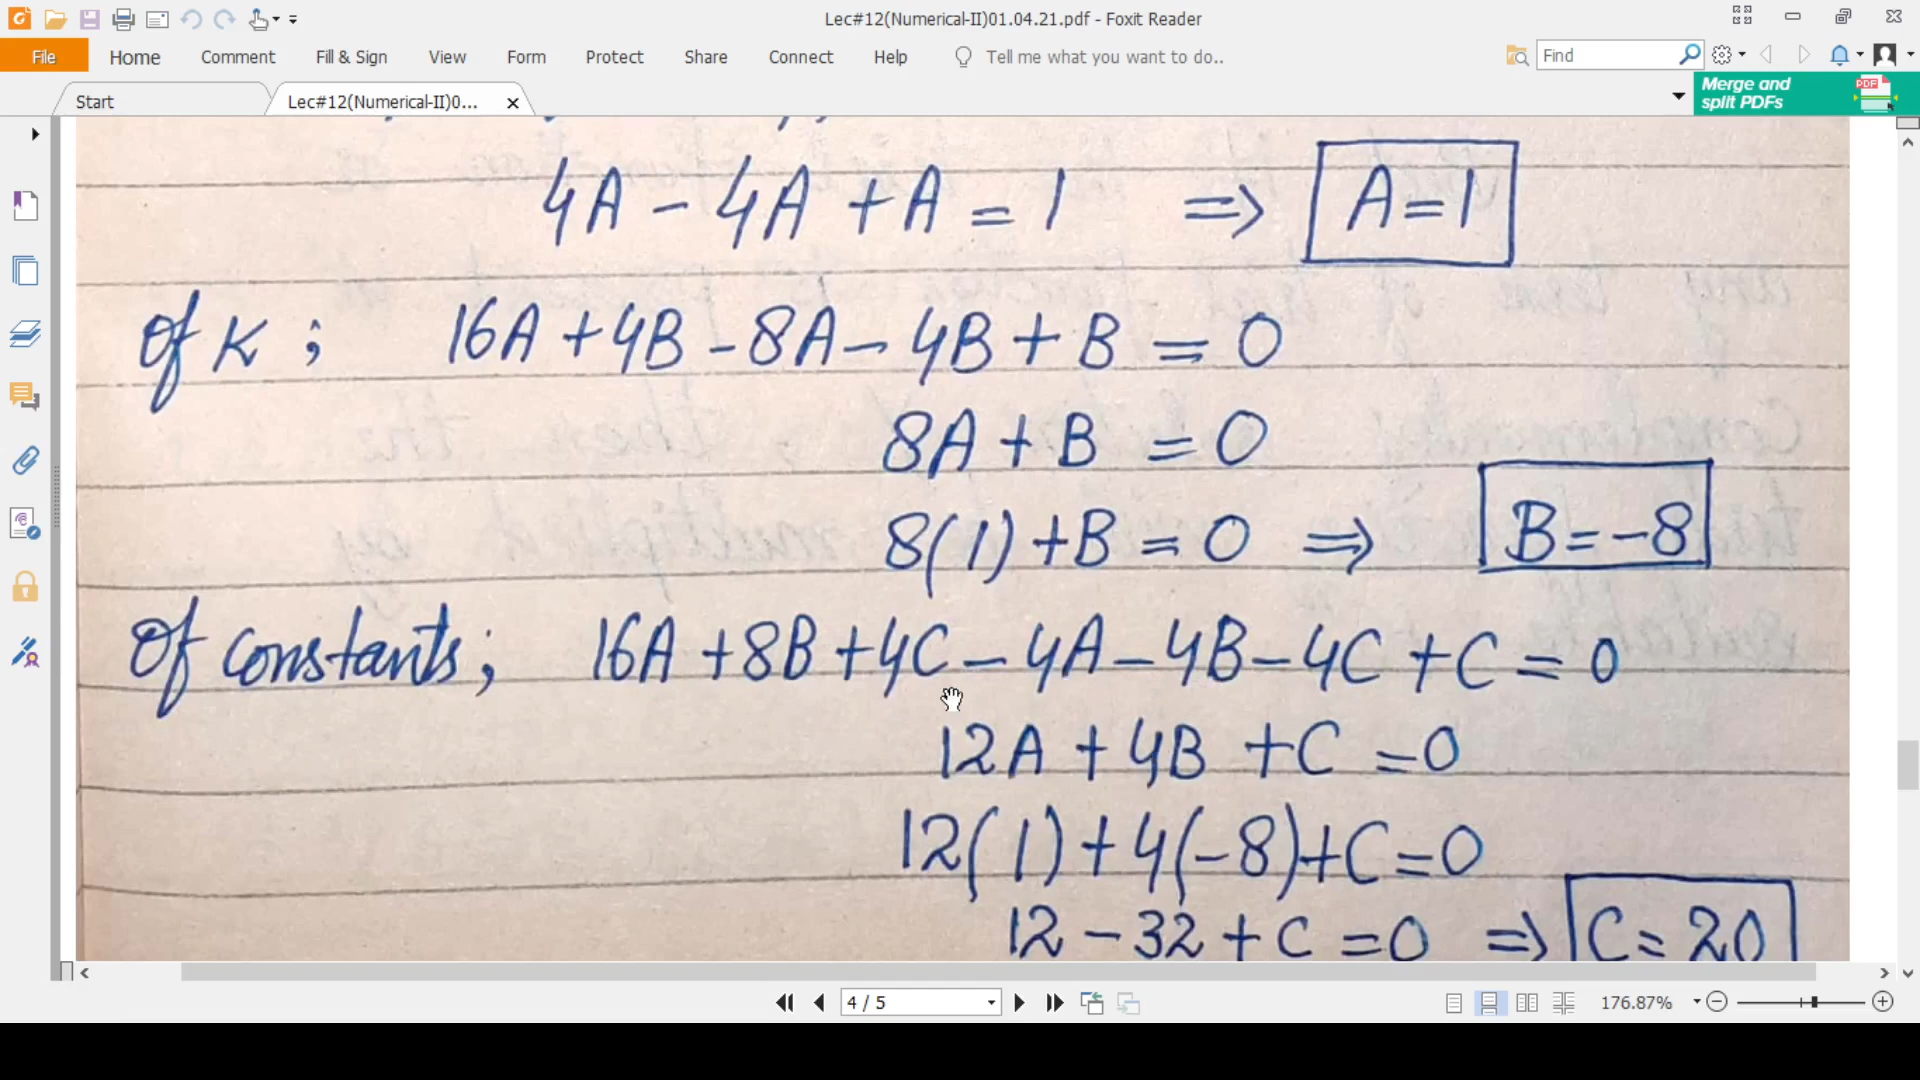 Lec#12(Numerical-II)01.04.21.pdf - Foxit Reader
File Home Comment Fill & Sign View Form Protect Share Connect Help Tell me what you want to do.. Find
Start Lec#12(Numerical-II)0... Merge and split PDFs
4A - 4A + A = 1 => A = 1
Of K ; 16A + 4B - 8A - 4B + B = 0
8A + B = 0
8(1) + B = 0 => B = -8
Of constants ; 16A + 8B + 4C - 4A - 4B - 4C + C = 0
12A + 4B + C = 0
12(1) + 4(-8) + C = 0
12 - 32 + C = 0 => C = 20
4 / 5 176.87%